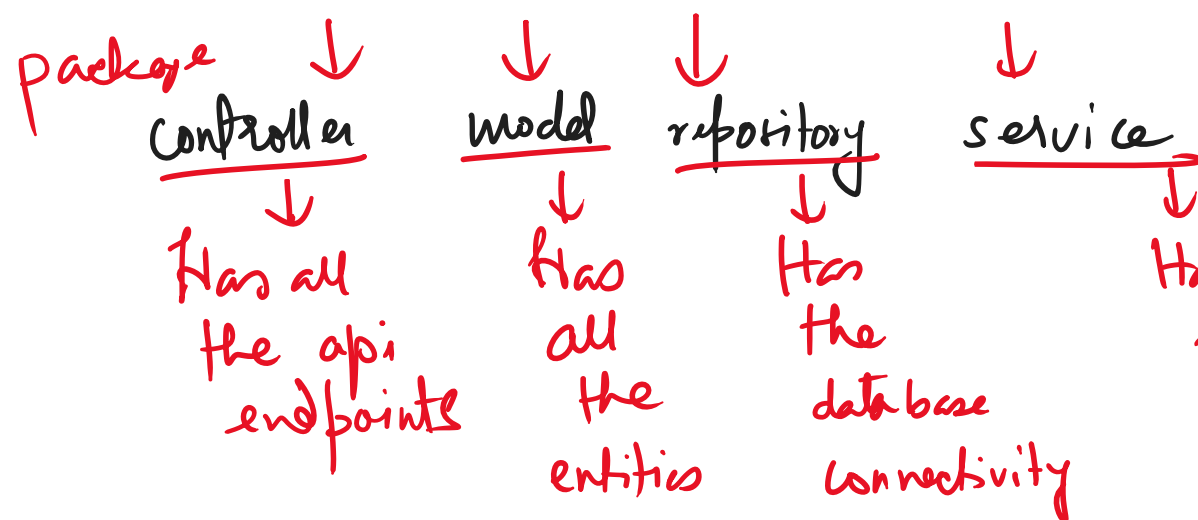 package
controller model repository service
Has all
the api
endpoints
Has
all
the
entities
Has
the
database
connectivity